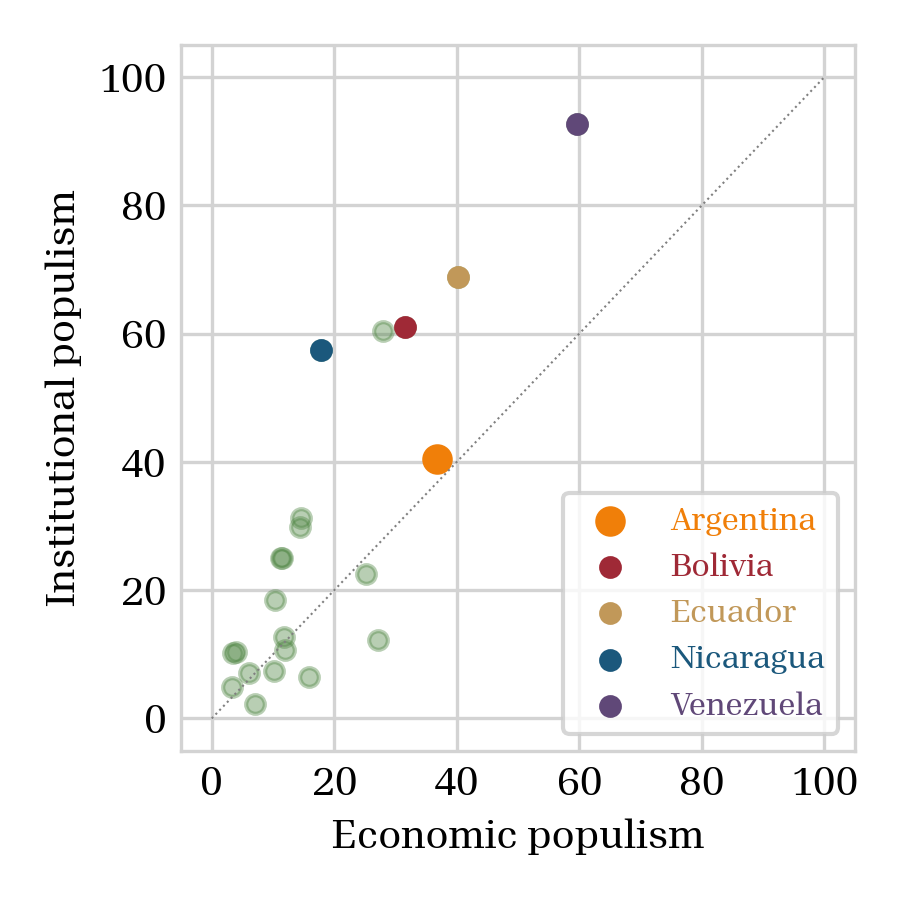 Institutional populism
100
80
60
40
20
0
0 20 40 60 80 100
Economic populism
Argentina
Bolivia
Ecuador
Nicaragua
Venezuela